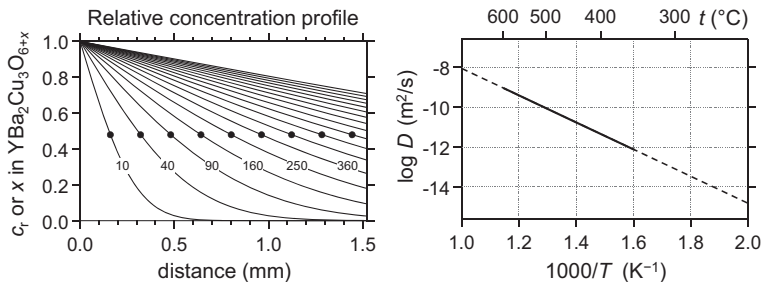 Relative concentration profile
1.0
0.8
0.6
0.4
0.2
0.0
c_r or x in YBa₂Cu₃O₆₊ₓ
10 40 90 160 250 360
0.0 0.5 1.0 1.5
distance (mm)
600 500 400 300 t (°C)
-8
-10
-12
-14
log D (m²/s)
1.0 1.2 1.4 1.6 1.8 2.0
1000/T (K⁻¹)